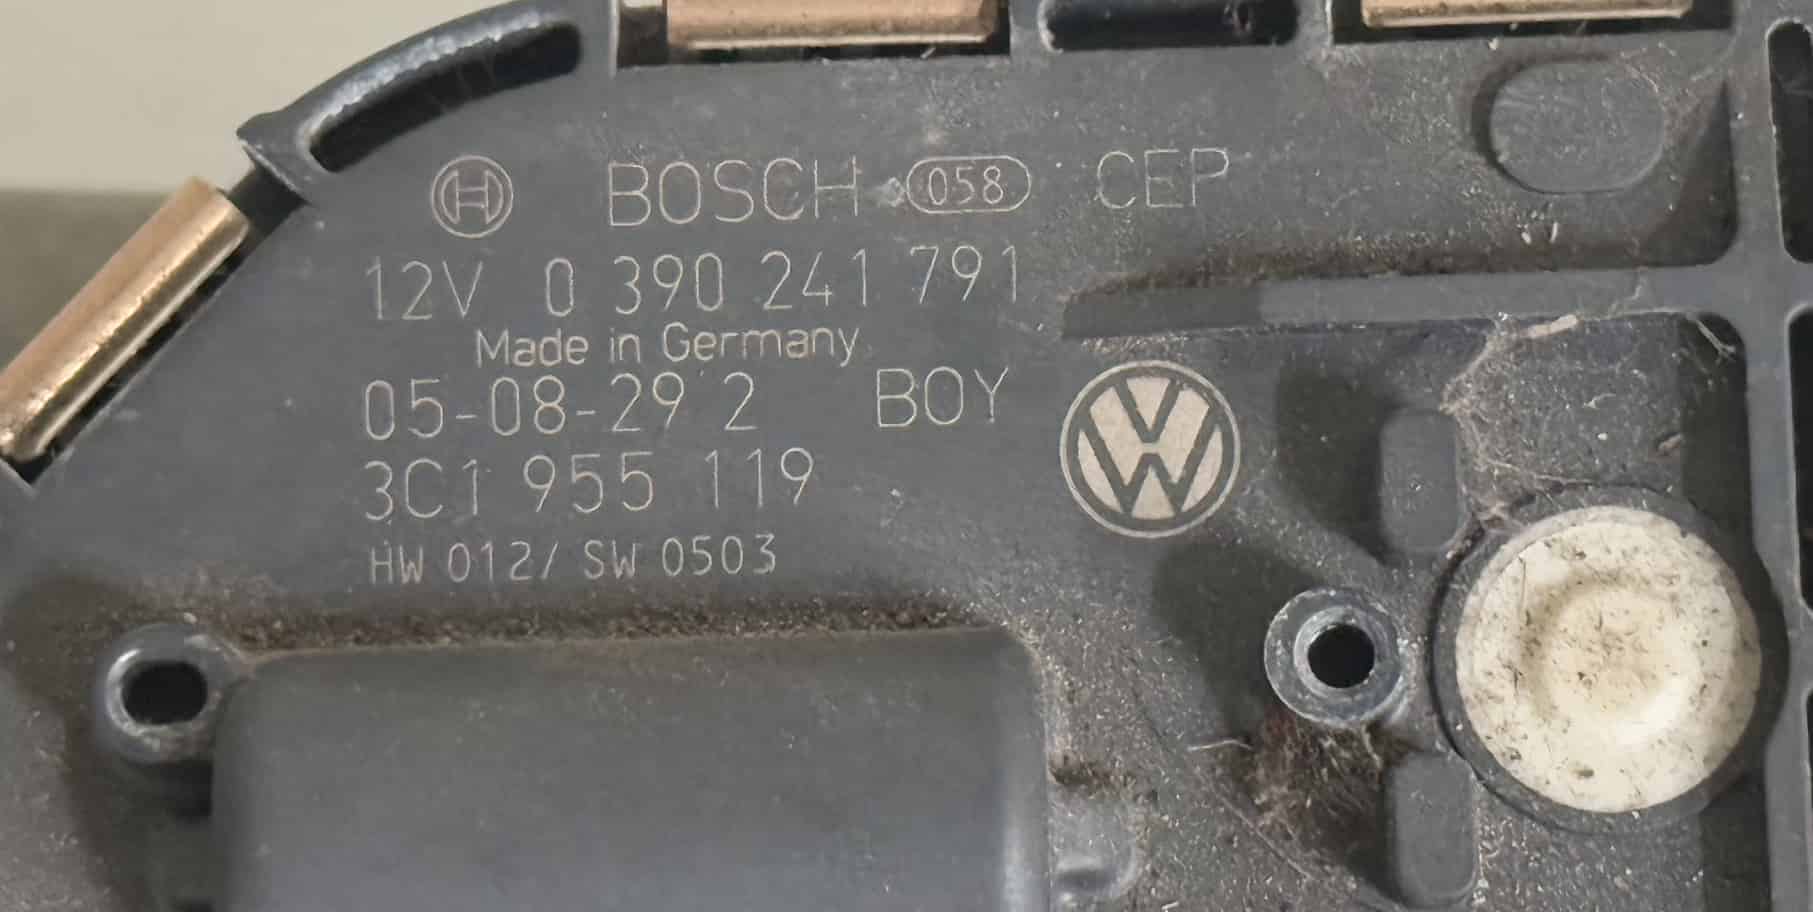 BOSCH 058 CEP
12V 0 390 241 791
Made in Germany
05-08-29 2 BOY
3C1 955 119
HW 012/ SW 0503